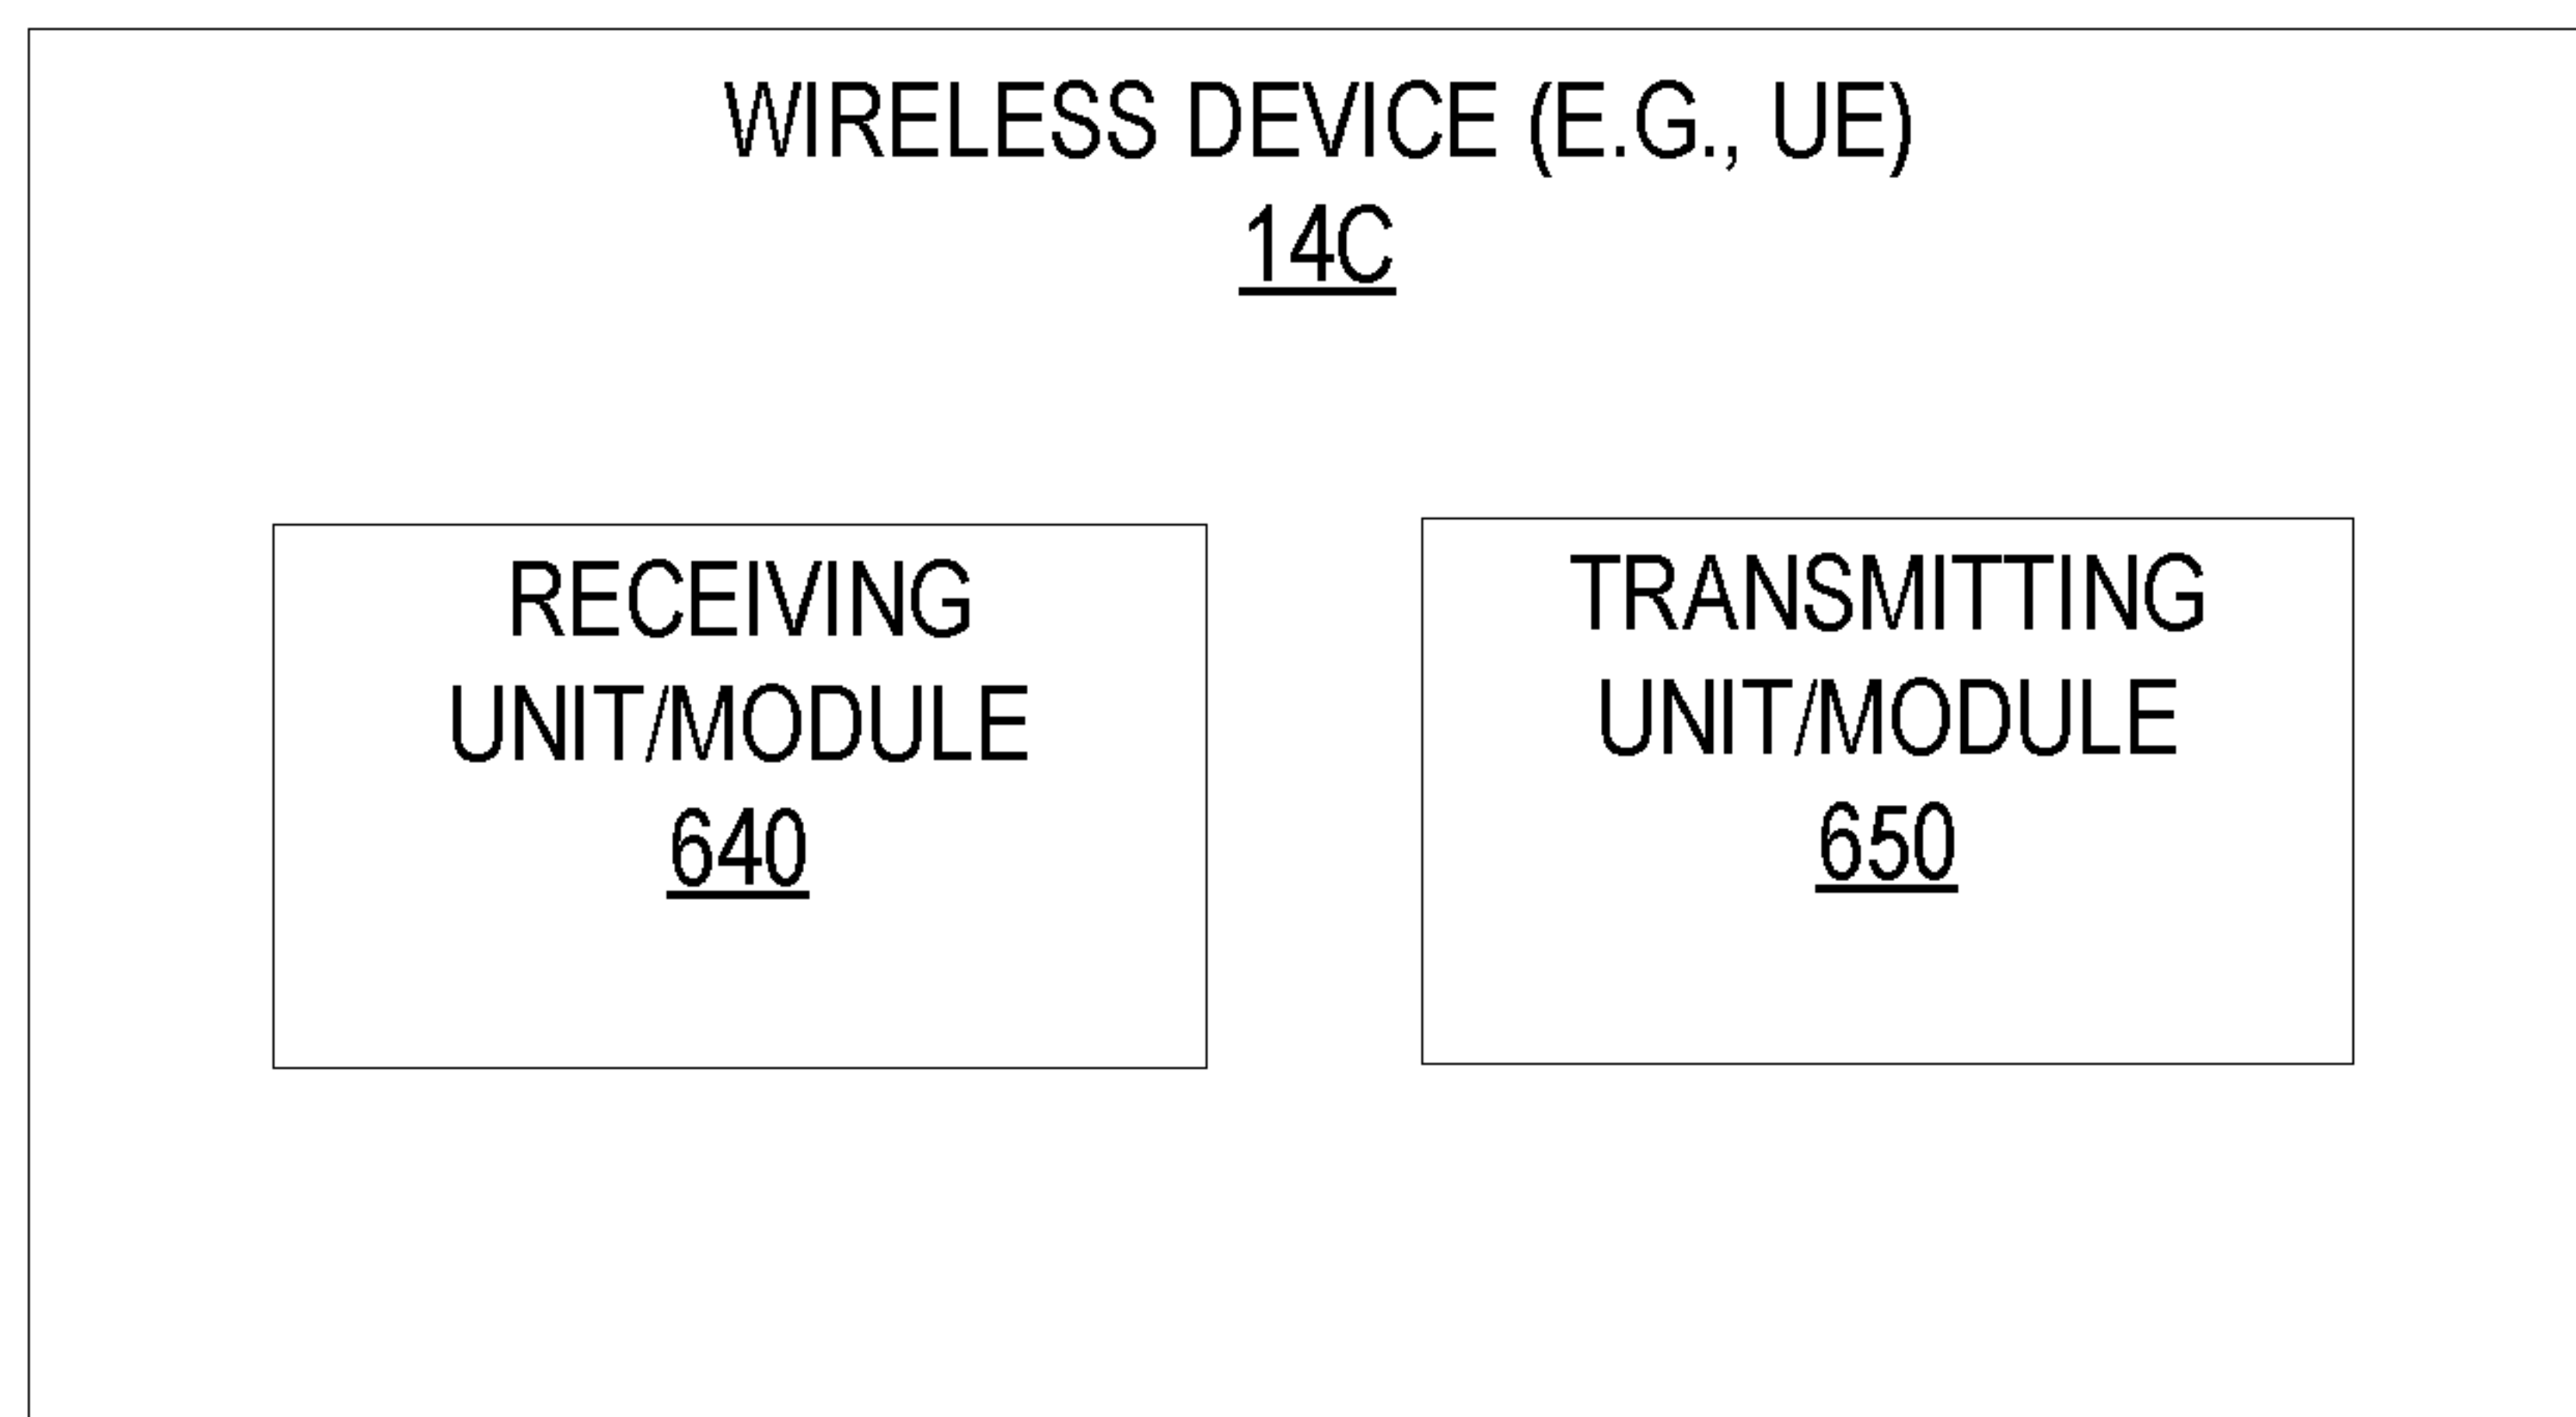 WIRELESS DEVICE (E.G., UE)
14C
RECEIVING
UNIT/MODULE
640
TRANSMITTING
UNIT/MODULE
650